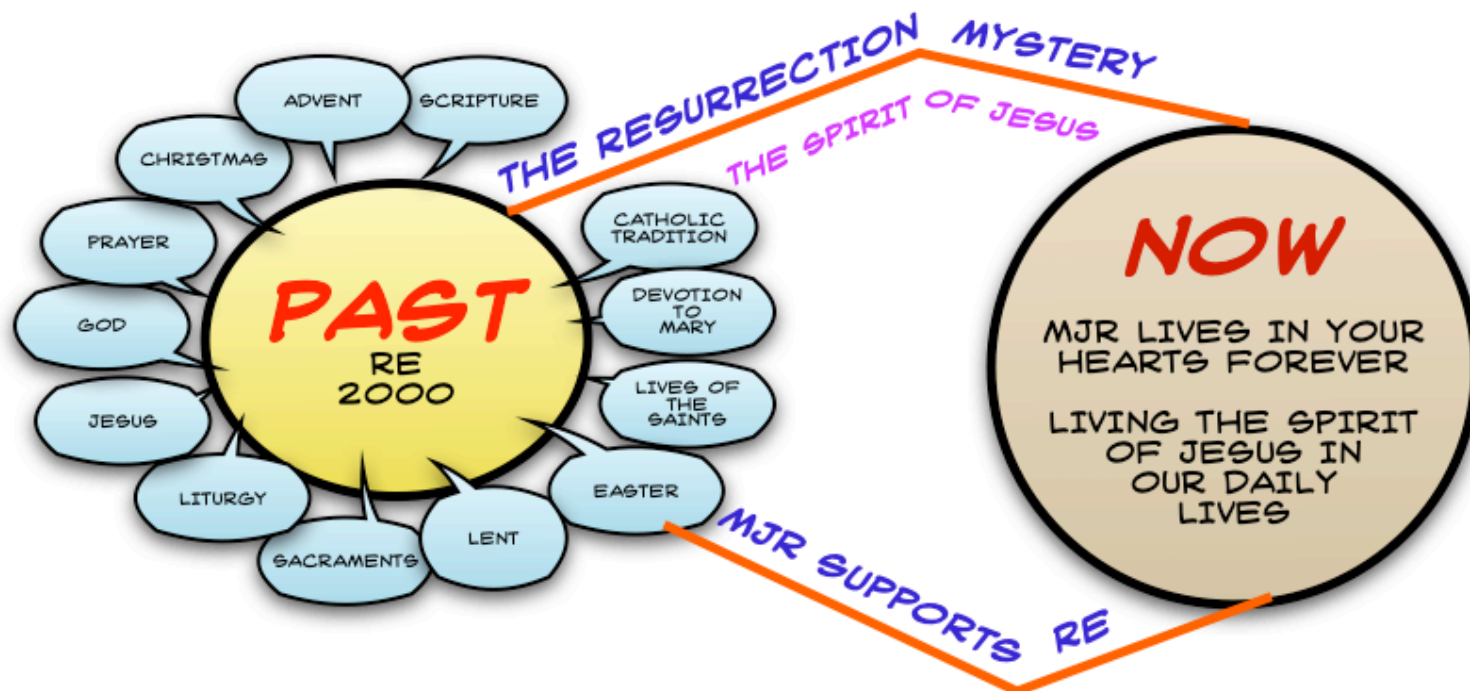 ADVENT
SCRIPTURE
CHRISTMAS
PRAYER
GOD
JESUS
LITURGY
SACRAMENTS
LENT
EASTER
LIVES OF
THE
SAINTS
DEVOTION
TO
MARY
CATHOLIC
TRADITION
PAST
RE
2000
THE RESURRECTION MYSTERY
THE SPIRIT OF JESUS
MJR SUPPORTS RE
NOW
MJR LIVES IN YOUR
HEARTS FOREVER
LIVING THE SPIRIT
OF JESUS IN
OUR DAILY
LIVES